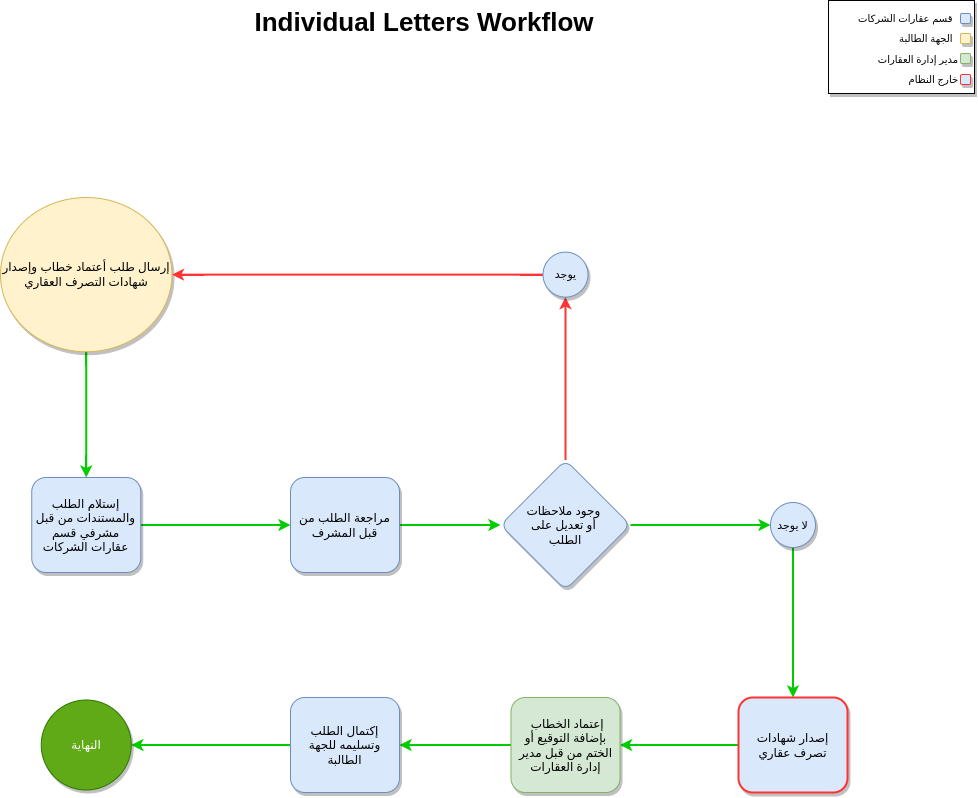 Individual Letters Workflow
قسم عقارات الشركات
الجهة الطالبة
مدير إدارة العقارات
خارج النظام
إرسال طلب أعتماد خطاب وإصدار
شهادات التصرف العقاري
يوجد
إستلام الطلب
والمستندات من قبل
مشرفي قسم
عقارات الشركات
مراجعة الطلب من
قبل المشرف
وجود ملاحظات
أو تعديل على
الطلب
لا يوجد
إصدار شهادات
تصرف عقاري
إعتماد الخطاب
بإضافة التوقيع أو
الختم من قبل مدير
إدارة العقارات
إكتمال الطلب
وتسليمه للجهة
الطالبة
النهاية